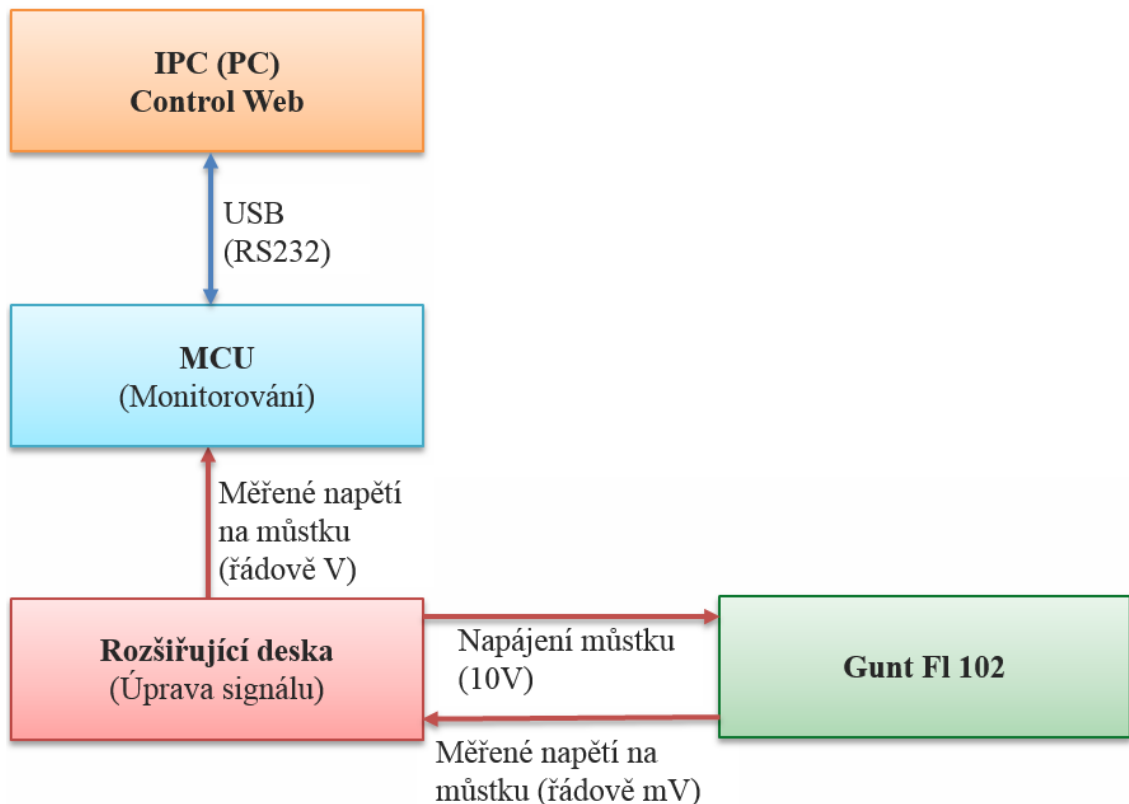 IPC (PC)
Control Web
USB
(RS232)
MCU
(Monitorování)
Měřené napětí
na můstku
(řádově V)
Rozšiřující deska
(Úprava signálu)
Napájení můstku
(10V)
Gunt Fl 102
Měřené napětí na
můstku (řádově mV)